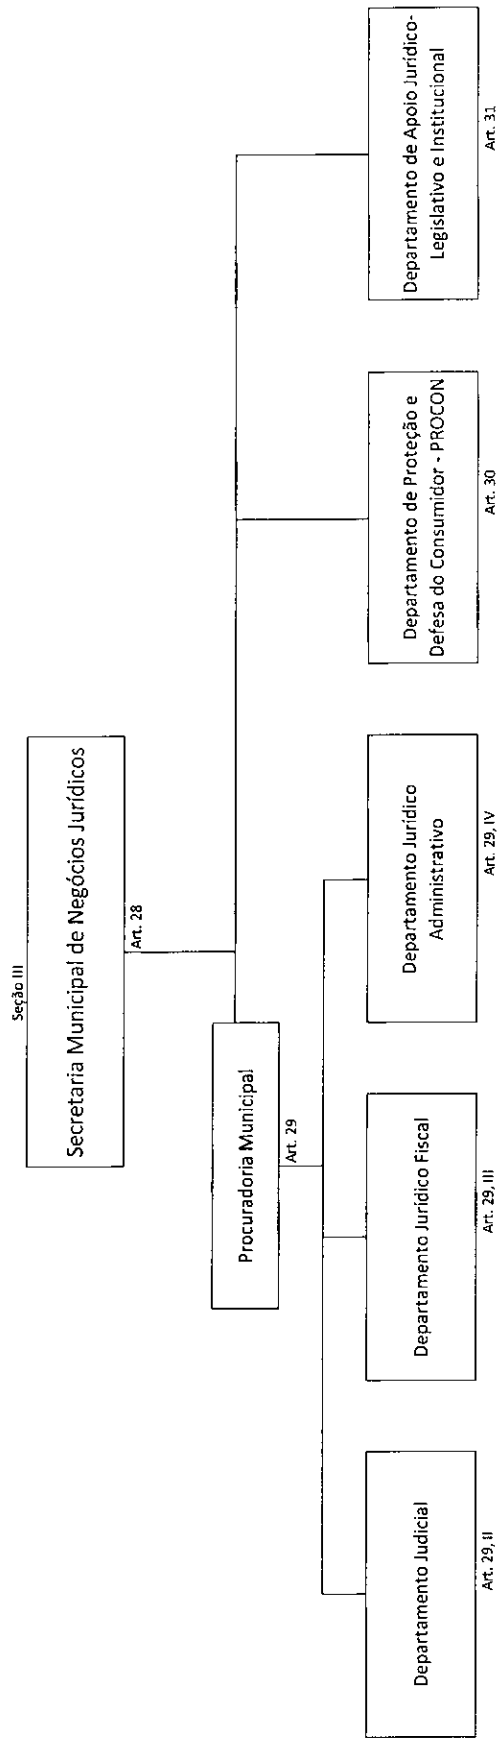 Seção III
Secretaria Municipal de Negócios Jurídicos
Art. 28
Procuradoria Municipal
Art. 29
Departamento Judicial
Art. 29, II
Departamento Jurídico Fiscal
Art. 29, III
Departamento Jurídico
Administrativo
Art. 29, IV
Departamento de Proteção e
Defesa do Consumidor - PROCON
Art. 30
Departamento de Apoio Jurídico-
Legislativo e Institucional
Art. 31